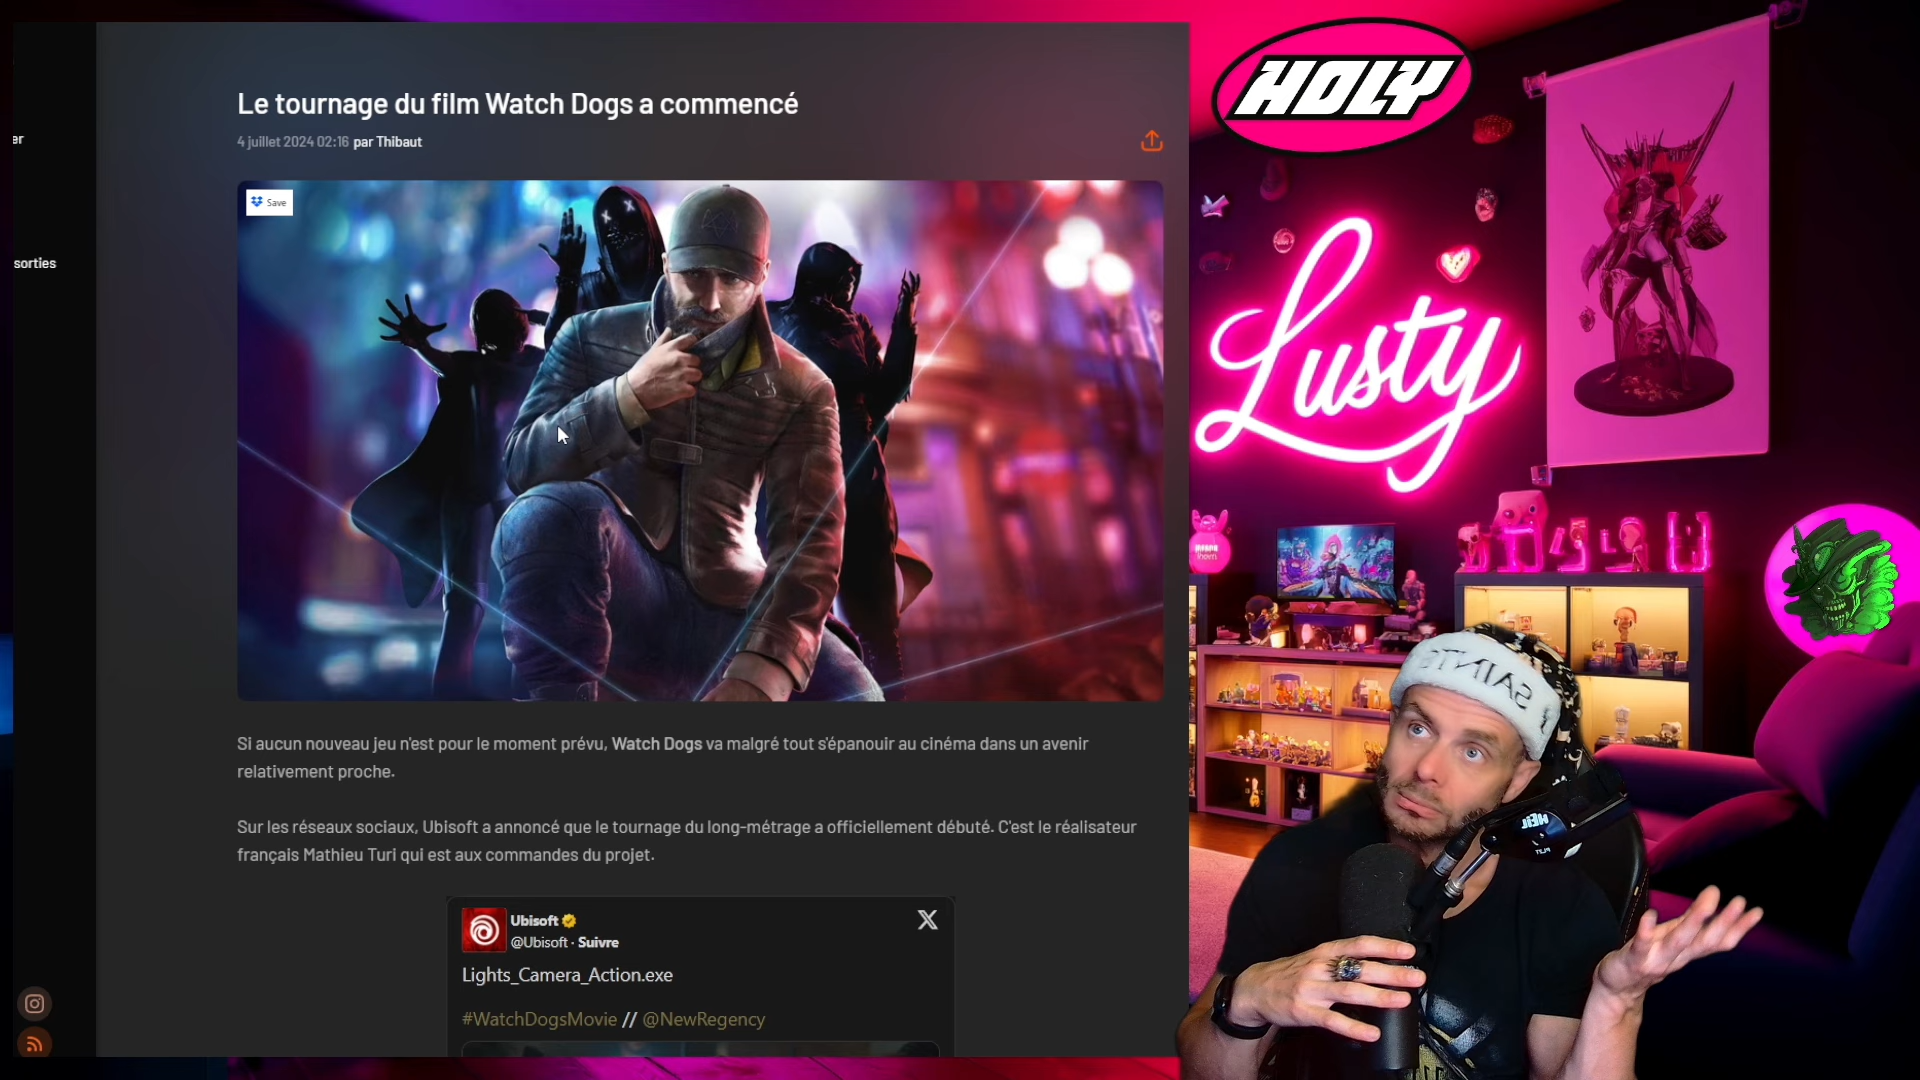 Le tournage du film Watch Dogs a commencé
4 juillet 2024 02:16 par Thibaut
er
sorties
Save
Si aucun nouveau jeu n'est pour le moment prévu, Watch Dogs va malgré tout s'épanouir au cinéma dans un avenir
relativement proche.
Sur les réseaux sociaux, Ubisoft a annoncé que le tournage du long-métrage a officiellement débuté. C'est le réalisateur
français Mathieu Turi qui est aux commandes du projet.
Ubisoft
@Ubisoft · Suivre
X
Lights_Camera_Action.exe
#WatchDogsMovie // @NewRegency
HOLY
Lusty
SAINTS